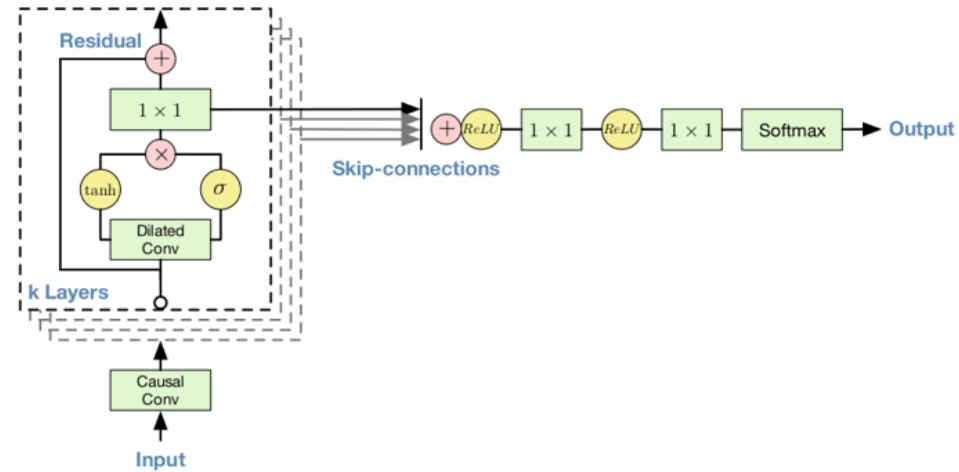 Residual
+
1 × 1
×
tanh
σ
Dilated
Conv
k Layers
Causal
Conv
Input
Skip-connections
+
ReLU
1 × 1
ReLU
1 × 1
Softmax
Output